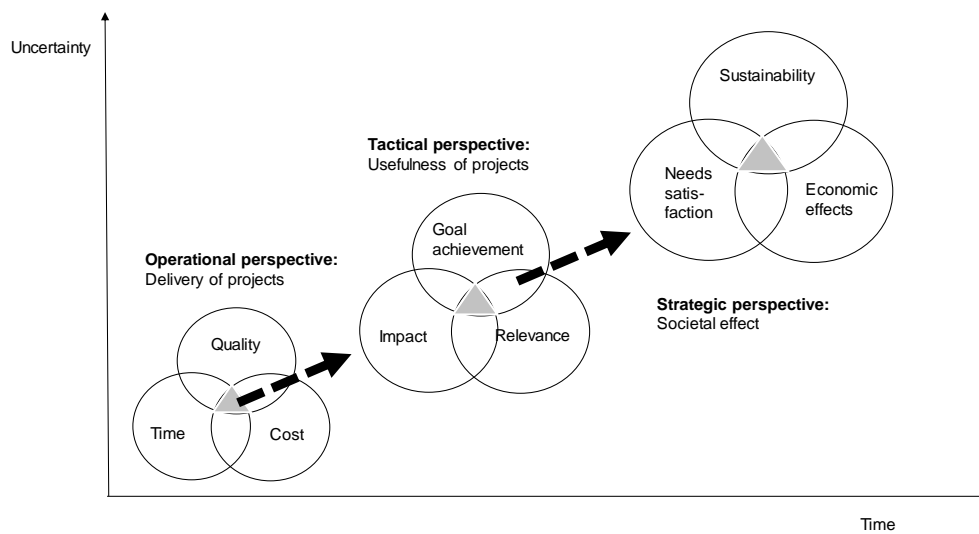 Uncertainty
Sustainability
Tactical perspective:
Usefulness of projects
Needs
satis-
faction
Economic
effects
Goal
achievement
Operational perspective:
Delivery of projects
Strategic perspective:
Societal effect
Impact
Relevance
Quality
Time
Cost
Time